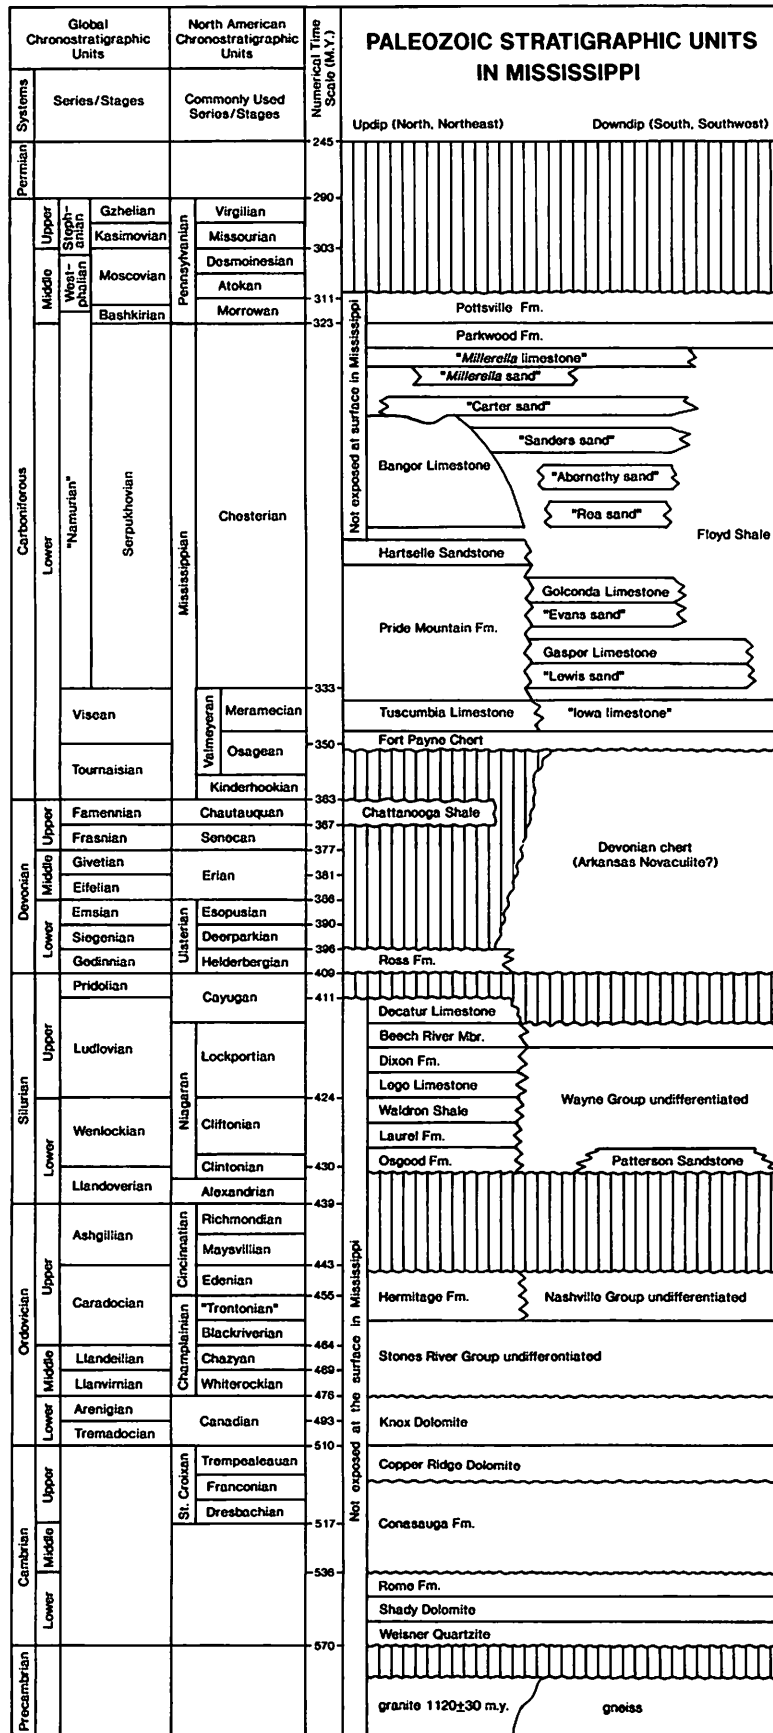 Global
Chronostratigraphic
Units
North American
Chronostratigraphic
Units
Numerical Time
Scale (M.Y.)
PALEOZOIC STRATIGRAPHIC UNITS
IN MISSISSIPPI
Systems
Series/Stages
Commonly Used
Series/Stages
Updip (North, Northeast)
Downdip (South, Southwest)
245
Permian
290
Carboniferous
Upper
Steph-
anian
Gzhelian
Kasimovian
Pennsylvanian
Virgilian
Missourian
303
Middle
West-
phalian
Moscovian
Bashkirian
Desmoinesian
Atokan
Morrowan
311
323
Not exposed at surface in Mississippi
Pottsville Fm.
Parkwood Fm.
"Millerella limestone"
"Millerella sand"
"Carter sand"
"Sanders sand"
Bangor Limestone
"Abernethy sand"
"Rea sand"
Floyd Shale
Lower
"Namurian"
Serpukhovian
Mississippian
Chesterian
Hartselle Sandstone
Golconda Limestone
"Evans sand"
Pride Mountain Fm.
Gasper Limestone
"Lewis sand"
333
Visean
Valmeyeran
Meramecian
Tuscumbia Limestone
"Iowa limestone"
Osagean
Fort Payne Chert
350
Tournaisian
Kinderhookian
363
Devonian
Upper
Famennian
Chautauquan
Chattanooga Shale
367
Frasnian
Senecan
377
Devonian chert
(Arkansas Novaculite?)
Middle
Givetian
Erian
381
Eifelian
386
Lower
Emsian
Ulsterian
Esopusian
390
Siegenian
Deerparkian
396
Gedinnian
Helderbergian
Ross Fm.
409
Silurian
Upper
Pridolian
Cayugan
411
Decatur Limestone
Beech River Mbr.
Ludlovian
Niagaran
Lockportian
Dixon Fm.
Lego Limestone
424
Wayne Group undifferentiated
Wenlockian
Cliftonian
Waldron Shale
Laurel Fm.
Lower
Clintonian
Osgood Fm.
Patterson Sandstone
430
Llandoverian
Alexandrian
439
Ordovician
Upper
Ashgillian
Cincinnatian
Richmondian
Maysvillian
443
Edenian
Hermitage Fm.
Nashville Group undifferentiated
455
Caradocian
Champlainian
"Trentonian"
Blackriverian
464
Middle
Llandeilian
Chazyan
Stones River Group undifferentiated
469
Llanvirnian
Whiterockian
476
Lower
Arenigian
Canadian
493
Knox Dolomite
Tremadocian
510
Not exposed at the surface in Mississippi
Cambrian
Upper
St. Croixan
Trempealeauan
Copper Ridge Dolomite
Franconian
Dresbachian
517
Conasauga Fm.
Middle
536
Lower
Rome Fm.
Shady Dolomite
Weisner Quartzite
570
Precambrian
granite 1120±30 m.y.
gneiss